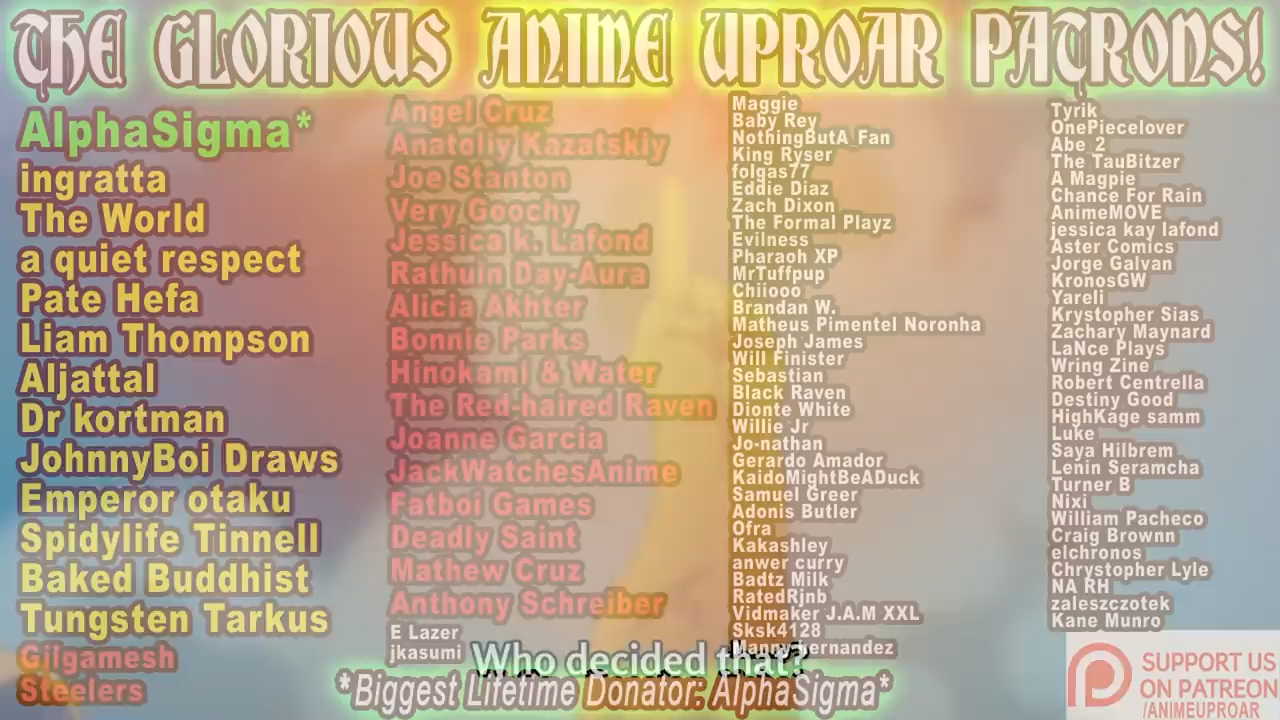 THE GLORIOUS ANIME UPROAR PATRONS!
AlphaSigma*
ingratta
The World
a quiet respect
Pate Hefa
Liam Thompson
Aljattal
Dr kortman
JohnnyBoi Draws
Emperor otaku
Spidylife Tinnell
Baked Buddhist
Tungsten Tarkus
Gilgamesh
Steelers
Angel Cruz
Anatoliy Kazatskiy
Joe Stanton
Very Goochy
Jessica k. Lafond
Rathuin Day-Aura
Alicia Akhter
Bonnie Parks
Hinokami & Water
The Red-haired Raven
Joanne Garcia
JackWatchesAnime
Fatboi Games
Deadly Saint
Mathew Cruz
Anthony Schreiber
E Lazer
jkasumi
Maggie
Baby Rey
NothingButA_Fan
King Ryser
folgas77
Eddie Diaz
Zach Dixon
The Formal Playz
Evilness
Pharaoh XP
MrTuffpup
Chiiooo
Brandan W.
Matheus Pimentel Noronha
Joseph James
Will Finister
Sebastian
Black Raven
Dionte White
Willie Jr
Jo-nathan
Gerardo Amador
KaidoMightBeADuck
Samuel Greer
Adonis Butler
Ofra
Kakashley
anwer curry
Badtz Milk
RatedRjnb
Vidmaker J.A.M XXL
Sksk4128
Manny hernandez
Tyrik
OnePiecelover
Abe_2
The TauBitzer
A Magpie
Chance For Rain
AnimeMOVE
jessica kay lafond
Aster Comics
Jorge Galvan
KronosGW
Yareli
Krystopher Sias
Zachary Maynard
LaNce Plays
Wring Zine
Robert Centrella
Destiny Good
HighKage samm
Luke
Saya Hilbrem
Lenin Seramcha
Turner B
Nixi
William Pacheco
Craig Brownn
elchronos
Chrystopher Lyle
NA RH
zaleszczotek
Kane Munro
Who decided that?
*Biggest Lifetime Donator: AlphaSigma*
SUPPORT US
ON PATREON
/ANIMEUPROAR